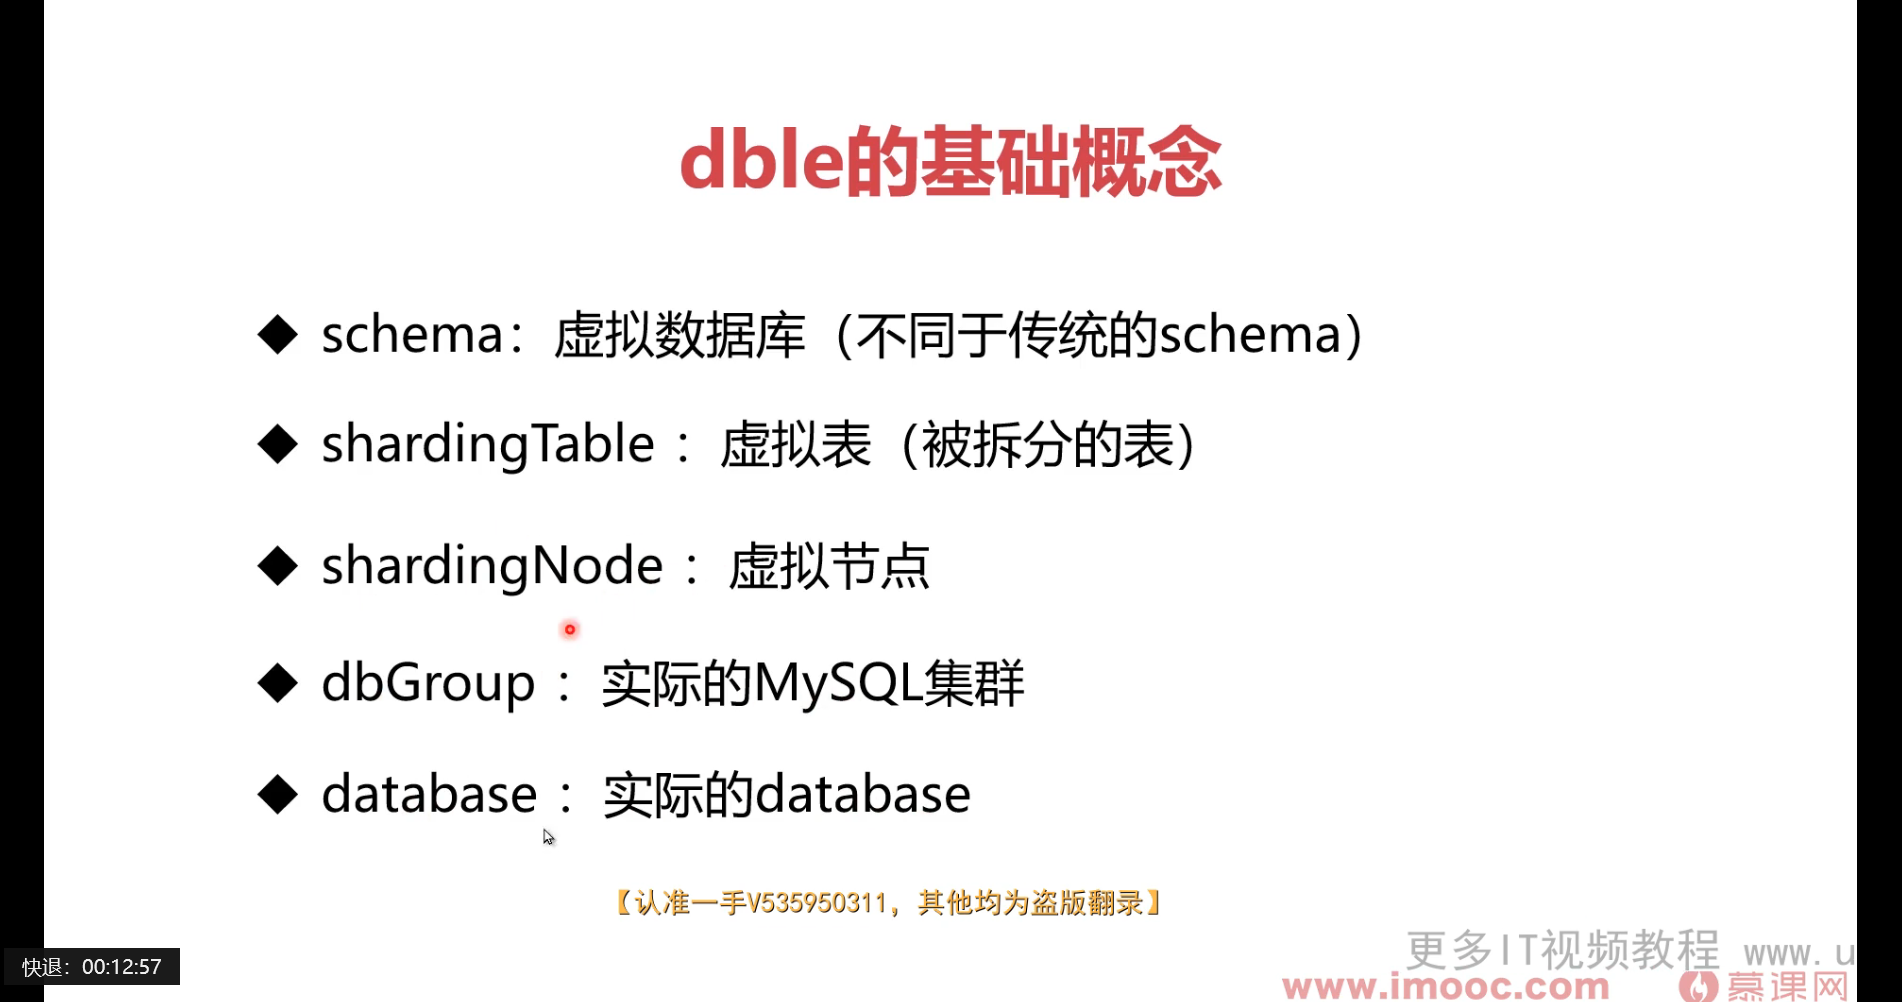 dble的基础概念
◆ schema：虚拟数据库（不同于传统的schema）
◆ shardingTable ：虚拟表（被拆分的表）
◆ shardingNode ：虚拟节点
◆ dbGroup ：实际的MySQL集群
◆ database ：实际的database
【认准一手V535950311，其他均为盗版翻录】
快退：00:12:57
更多IT视频教程 www. u
www.imooc.com 慕课网